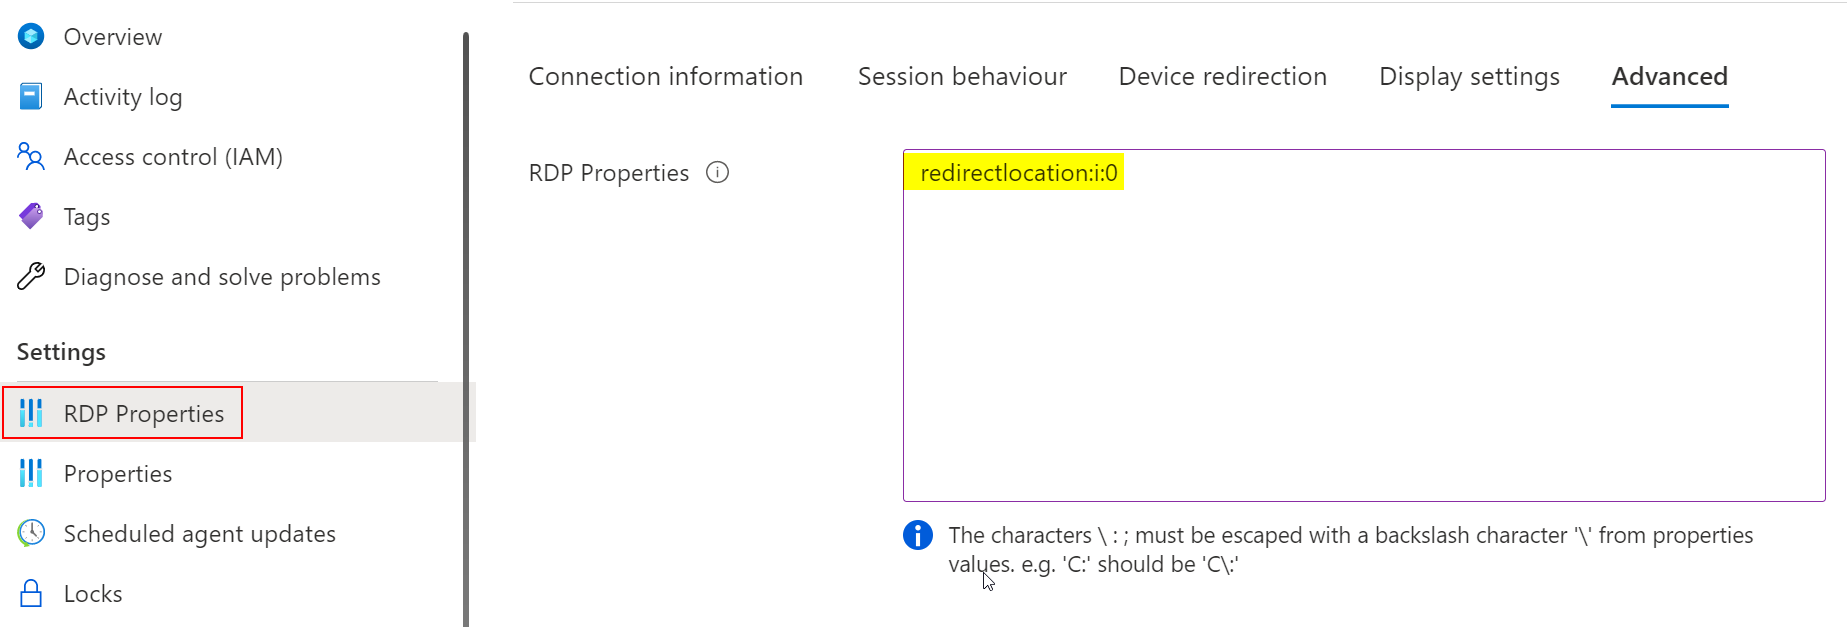 Overview
Activity log
Access control (IAM)
Tags
Diagnose and solve problems
Settings
RDP Properties
Properties
Scheduled agent updates
Locks
Connection information
Session behaviour
Device redirection
Display settings
Advanced
RDP Properties
redirectlocation:i:0
The characters \ : ; must be escaped with a backslash character '\' from properties
values. e.g. 'C:' should be 'C\:'